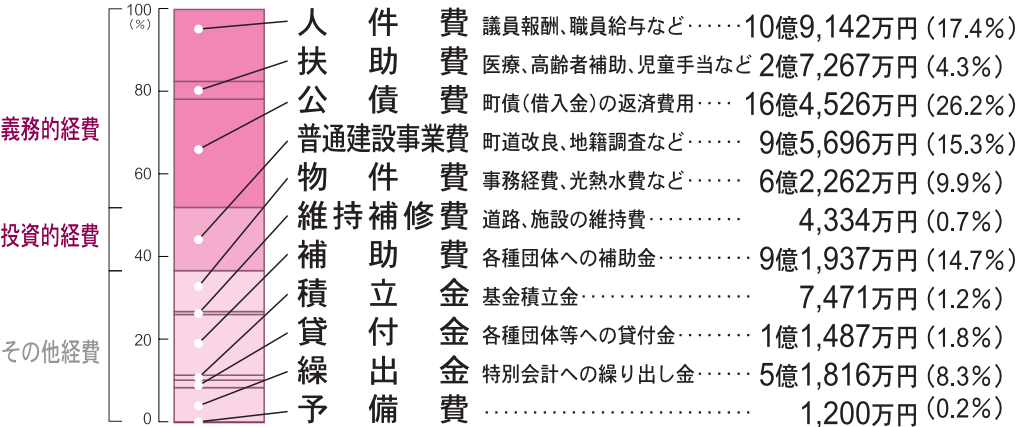 100
(%)
80
60
40
20
0
義務的経費
投資的経費
その他経費
人件費 議員報酬、職員給与など‥‥ 10億9,142万円(17.4%)
扶助費 医療、高齢者補助、児童手当など 2億7,267万円(4.3%)
公債費 町債(借入金)の返済費用‥‥ 16億4,526万円(26.2%)
普通建設事業費 町道改良、地籍調査など‥‥‥ 9億5,696万円(15.3%)
物件費 事務経費、光熱水費など‥‥‥ 6億2,262万円(9.9%)
維持補修費 道路、施設の維持費‥‥‥‥‥ 4,334万円(0.7%)
補助費 各種団体への補助金‥‥‥‥‥ 9億1,937万円(14.7%)
積立金 基金積立金‥‥‥‥‥‥‥‥‥ 7,471万円(1.2%)
貸付金 各種団体等への貸付金‥‥‥‥ 1億1,487万円(1.8%)
繰出金 特別会計への繰り出し金‥‥‥ 5億1,816万円(8.3%)
予備費 ‥‥‥‥‥‥‥‥‥‥‥‥‥‥ 1,200万円(0.2%)